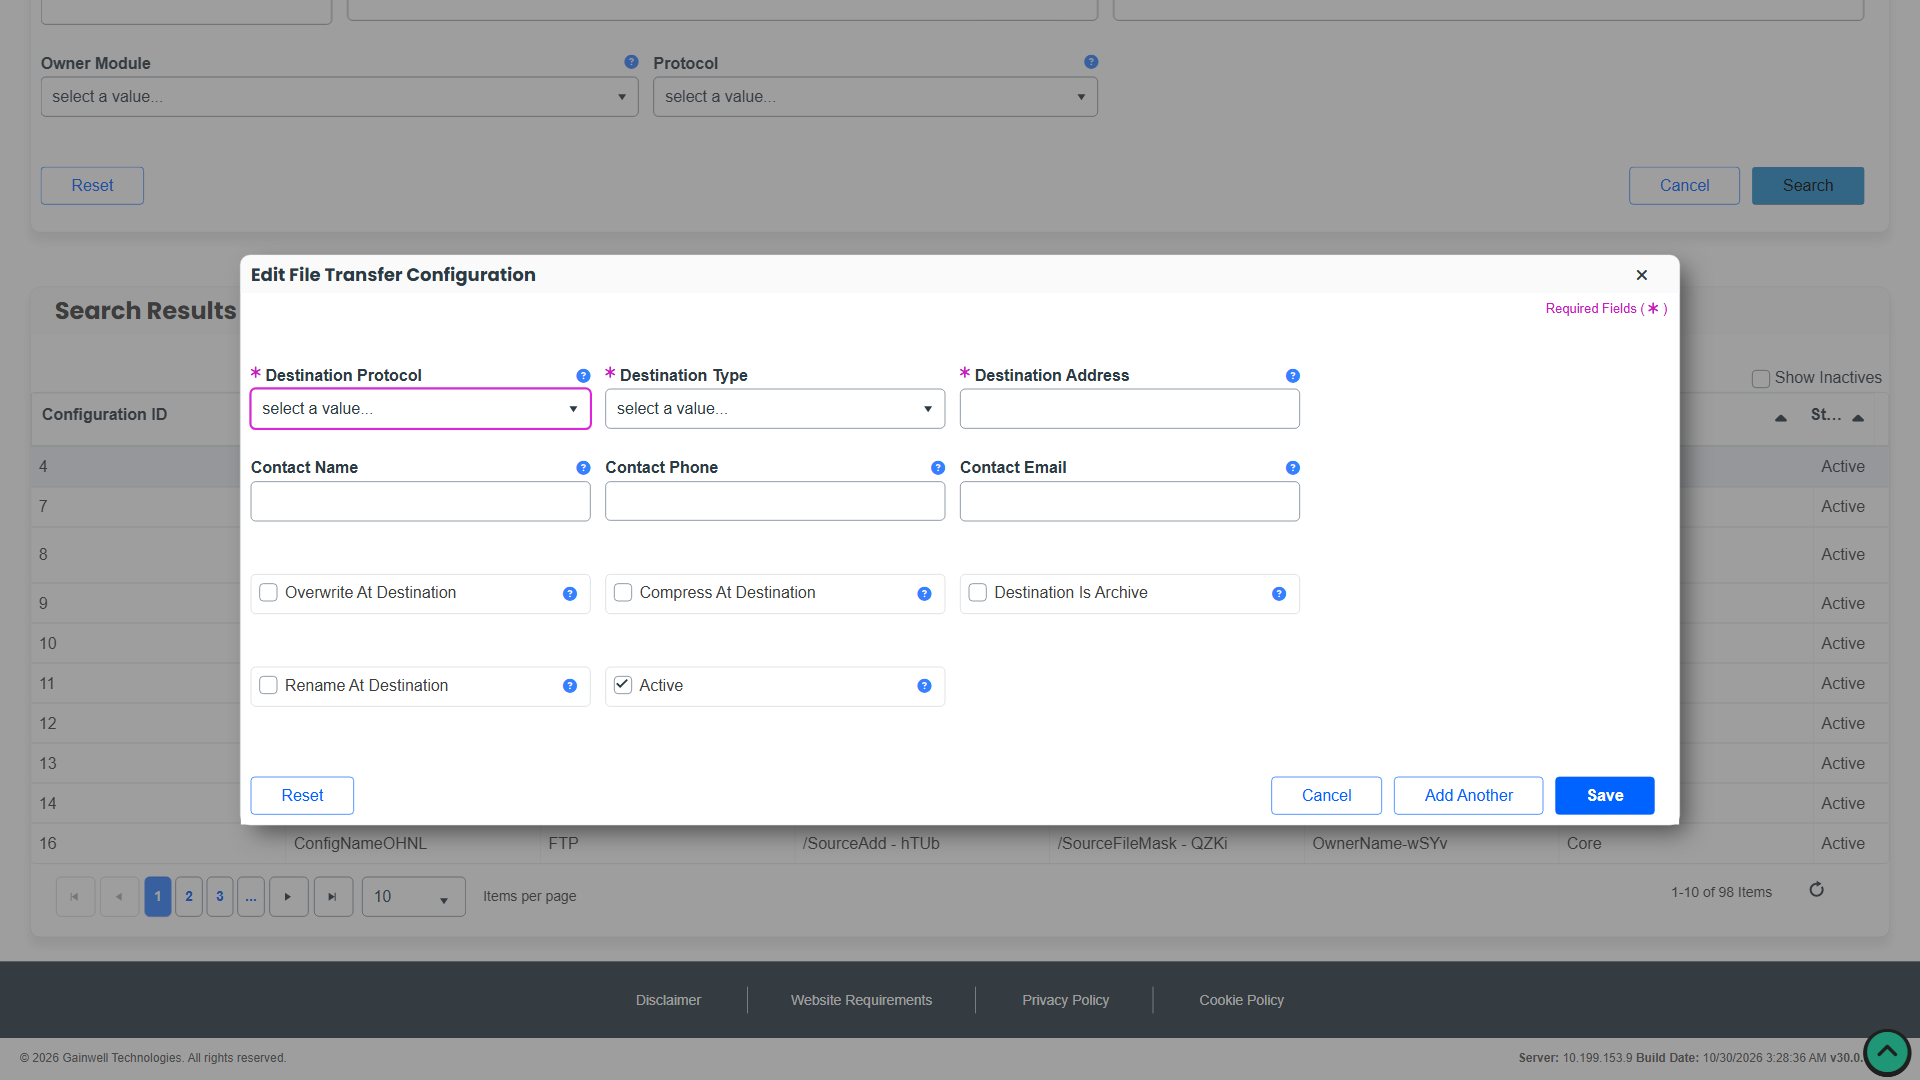 Owner Module
Protocol
select a value...
select a value...
Reset
Cancel
Search
Search Results
Edit File Transfer Configuration
Required Fields ( * )
* Destination Protocol
* Destination Type
* Destination Address
select a value...
select a value...
Contact Name
Contact Phone
Contact Email
Overwrite At Destination
Compress At Destination
Destination Is Archive
Rename At Destination
Active
Reset
Cancel
Add Another
Save
Show Inactives
Configuration ID
St...
4
Active
7
Active
8
Active
9
Active
10
Active
11
Active
12
Active
13
Active
14
Active
16 ConfigNameOHNL FTP /SourceAdd - hTUb /SourceFileMask - QZKi OwnerName-wSYv Core Active
1 2 3 ... 10 Items per page
1-10 of 98 Items
Disclaimer
Website Requirements
Privacy Policy
Cookie Policy
© 2026 Gainwell Technologies. All rights reserved.
Server: 10.199.153.9 Build Date: 10/30/2026 3:28:36 AM v30.0.